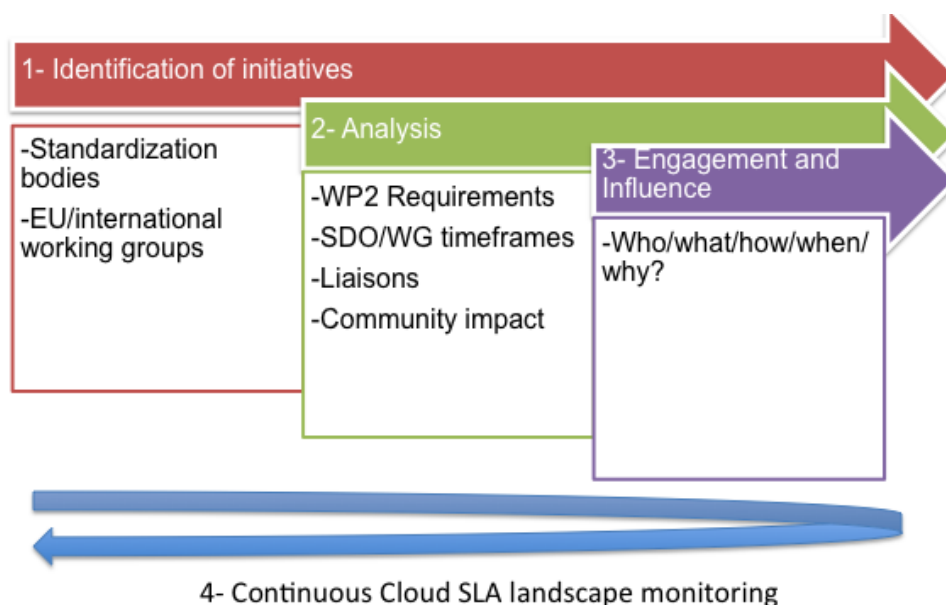 1- Identification of initiatives
-Standardization
bodies
-EU/international
working groups
2- Analysis
-WP2 Requirements
-SDO/WG timeframes
-Liaisons
-Community impact
3- Engagement and
Influence
-Who/what/how/when/
why?
4- Continuous Cloud SLA landscape monitoring